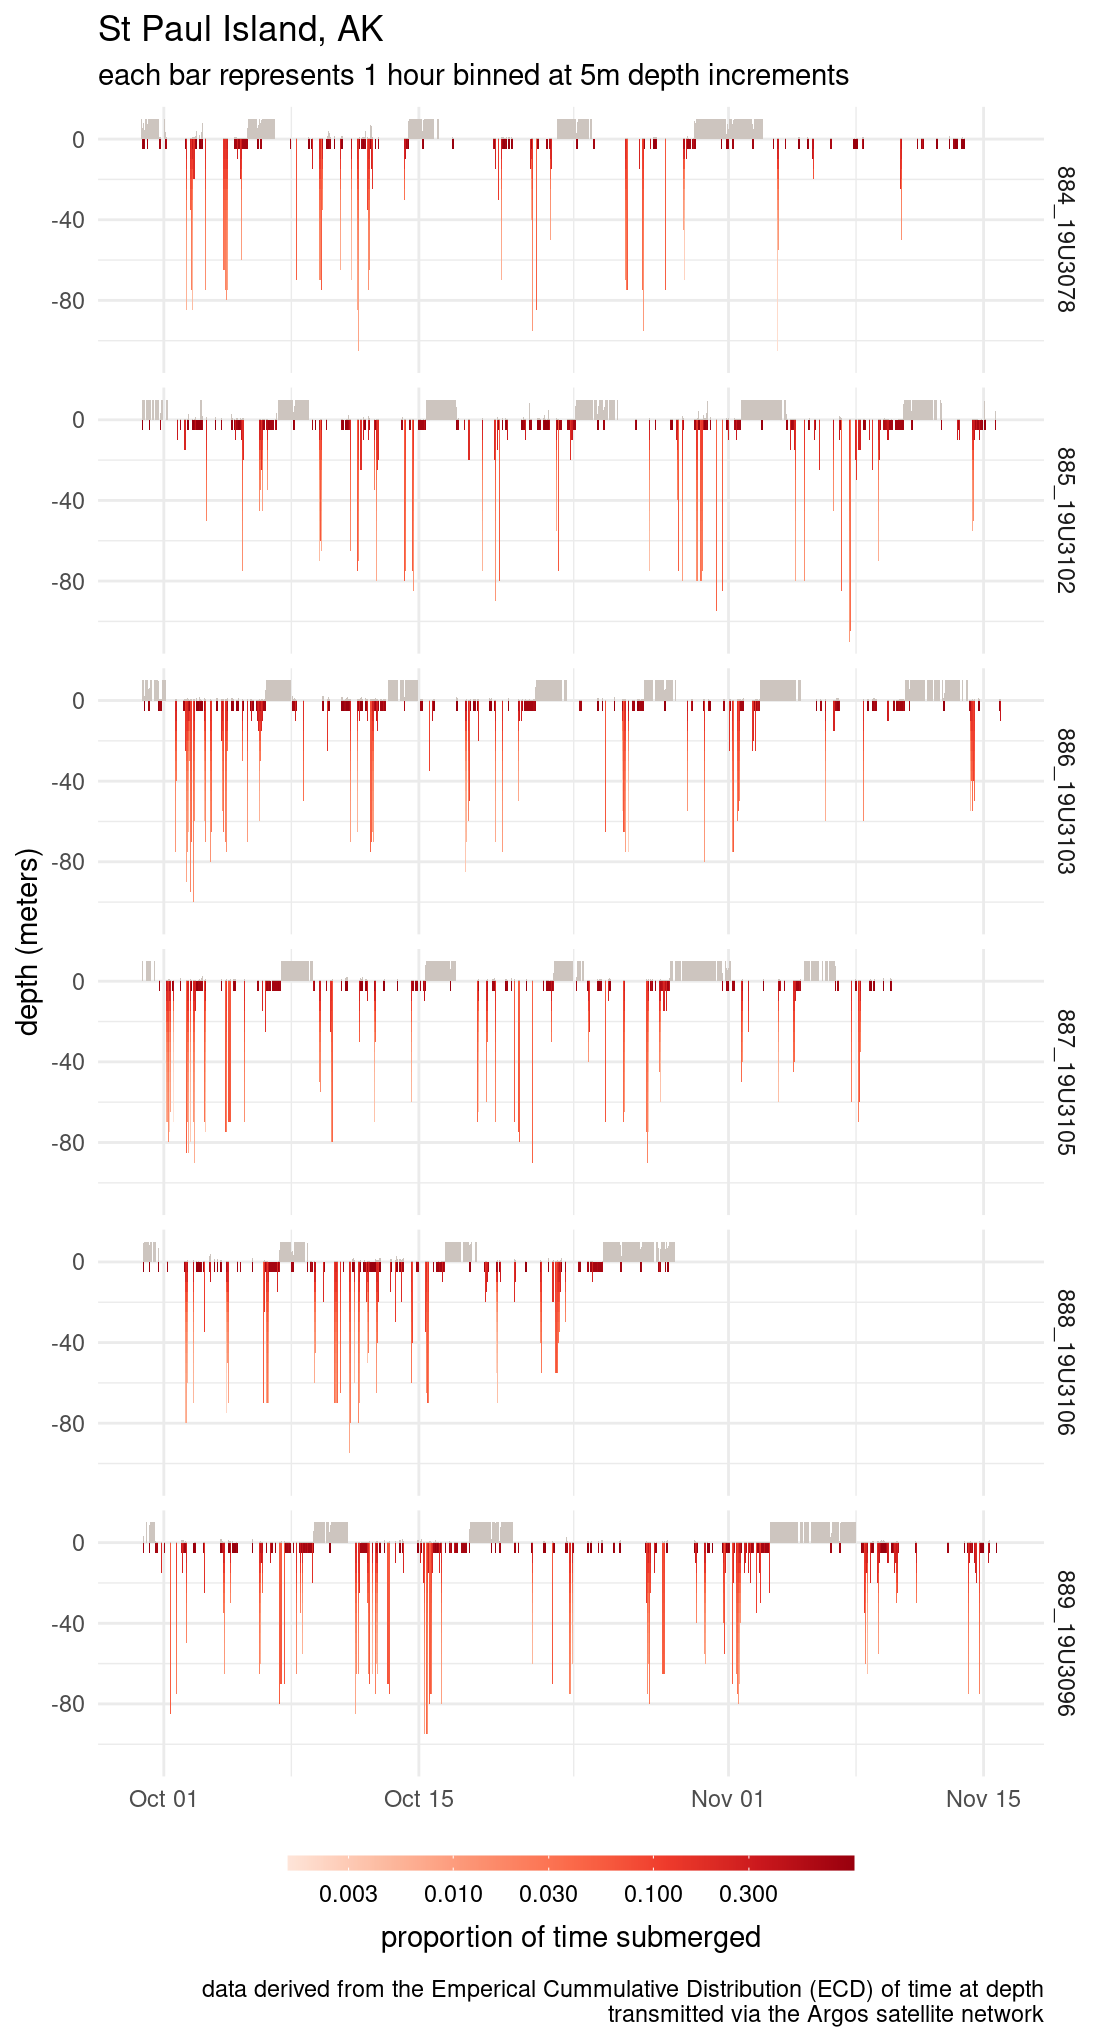 St Paul Island, AK
each bar represents 1 hour binned at 5m depth increments
0
-40
-80
884_19U3078
0
-40
-80
885_19U3102
0
-40
-80
886_19U3103
depth (meters)
0
-40
-80
887_19U3105
0
-40
-80
888_19U3106
0
-40
-80
889_19U3096
Oct 01 Oct 15 Nov 01 Nov 15
0.003 0.010 0.030 0.100 0.300
proportion of time submerged
data derived from the Emperical Cummulative Distribution (ECD) of time at depth
transmitted via the Argos satellite network